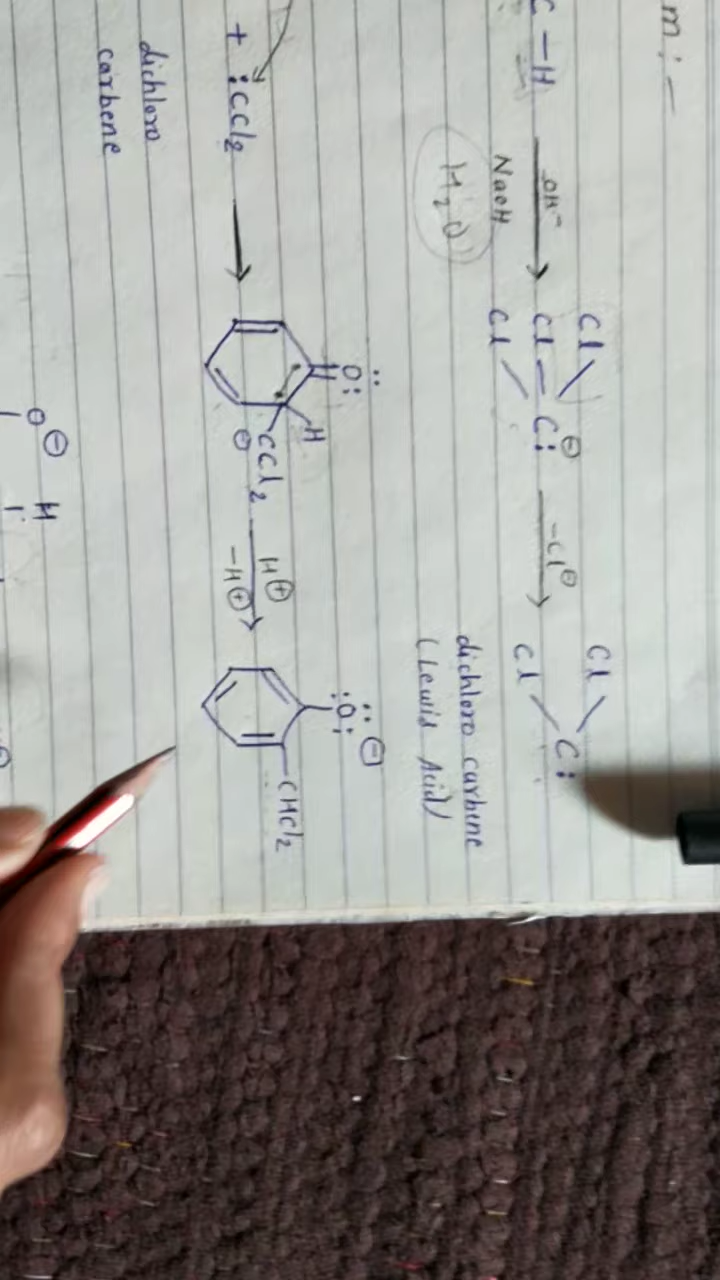 m :-
C - H OH⁻ NaOH H₂O
Cl Cl - C:⊖ Cl
-Cl⊖
Cl Cl C:
dichloro carbene
(Lewis Acid)
+ :CCl₂
dichloro
carbene
:O: H CCl₂ ⊖
H⊕
-H⊕
:O:⊖ CHCl₂
O⊖ H